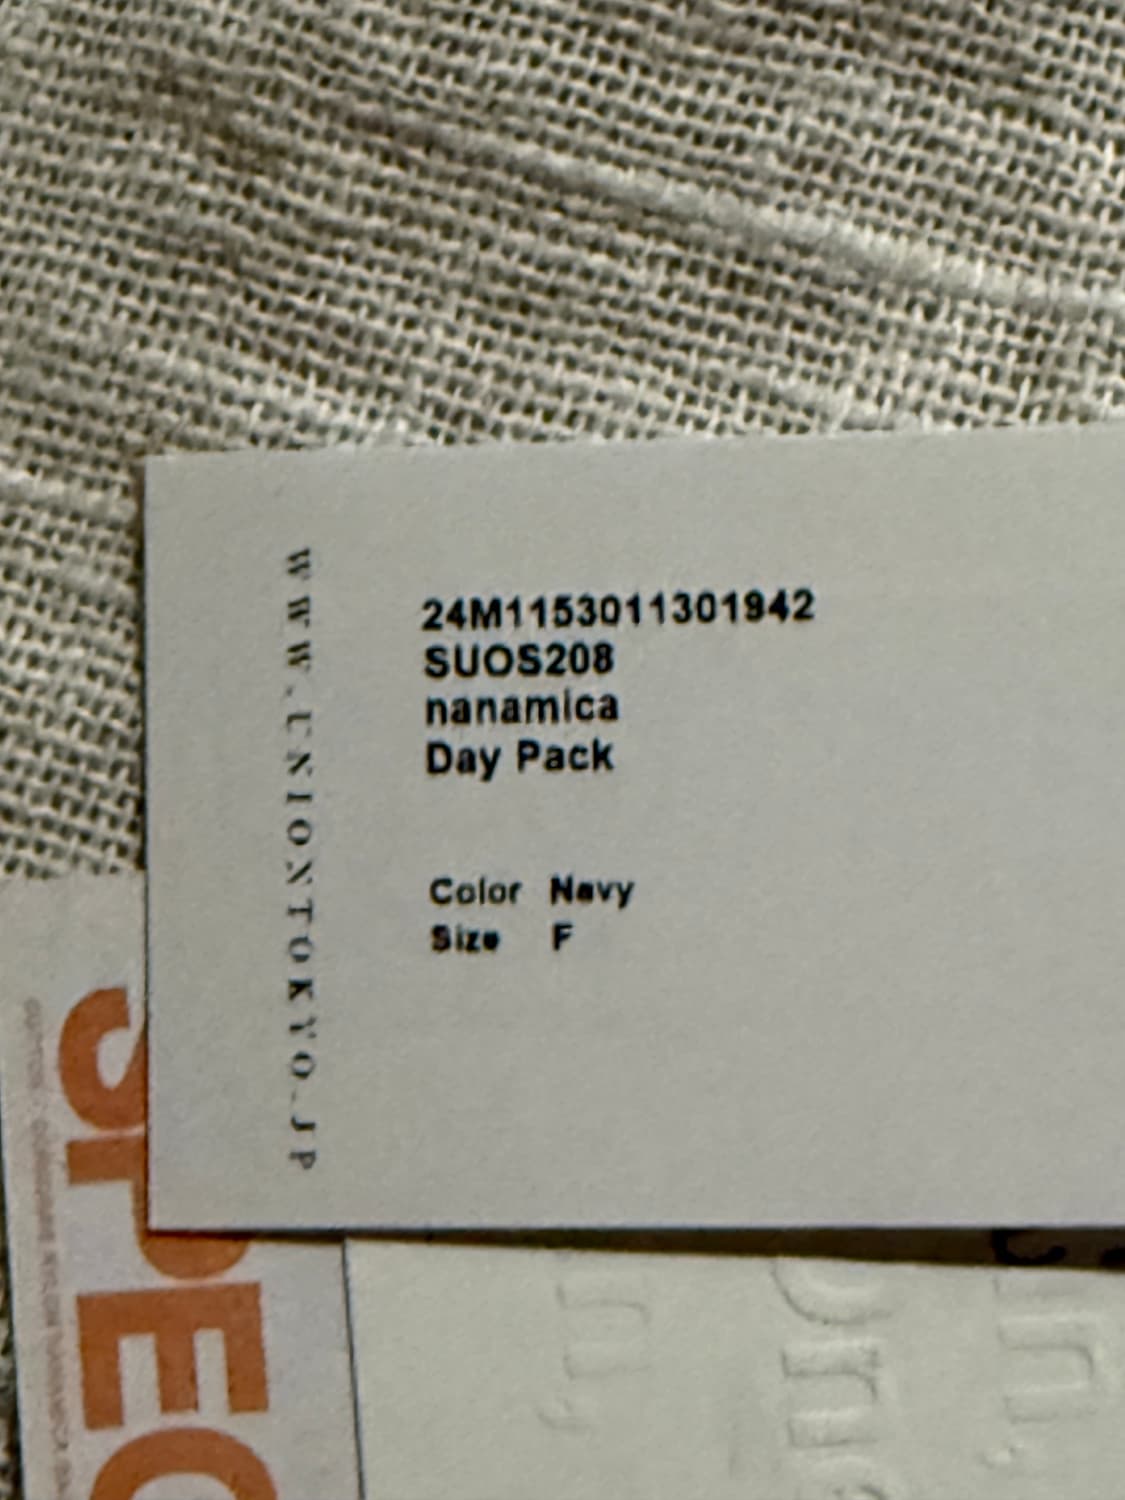 WWW.UNIONTOKYO.JP
24M1153011301942
SUOS208
nanamica
Day Pack
Color Navy
Size F
SPEC